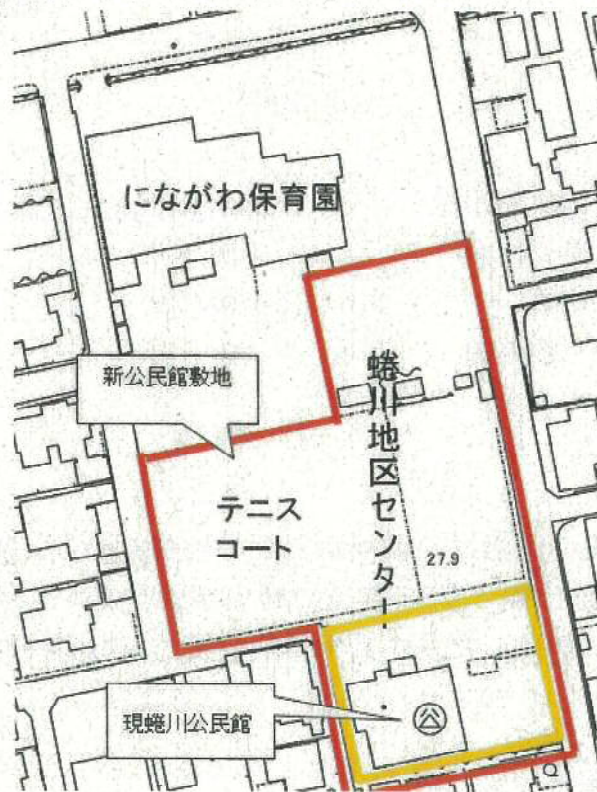 にながわ保育園
新公民館敷地
蜷川地区センター
テニス
コート
27.9
現蜷川公民館
公